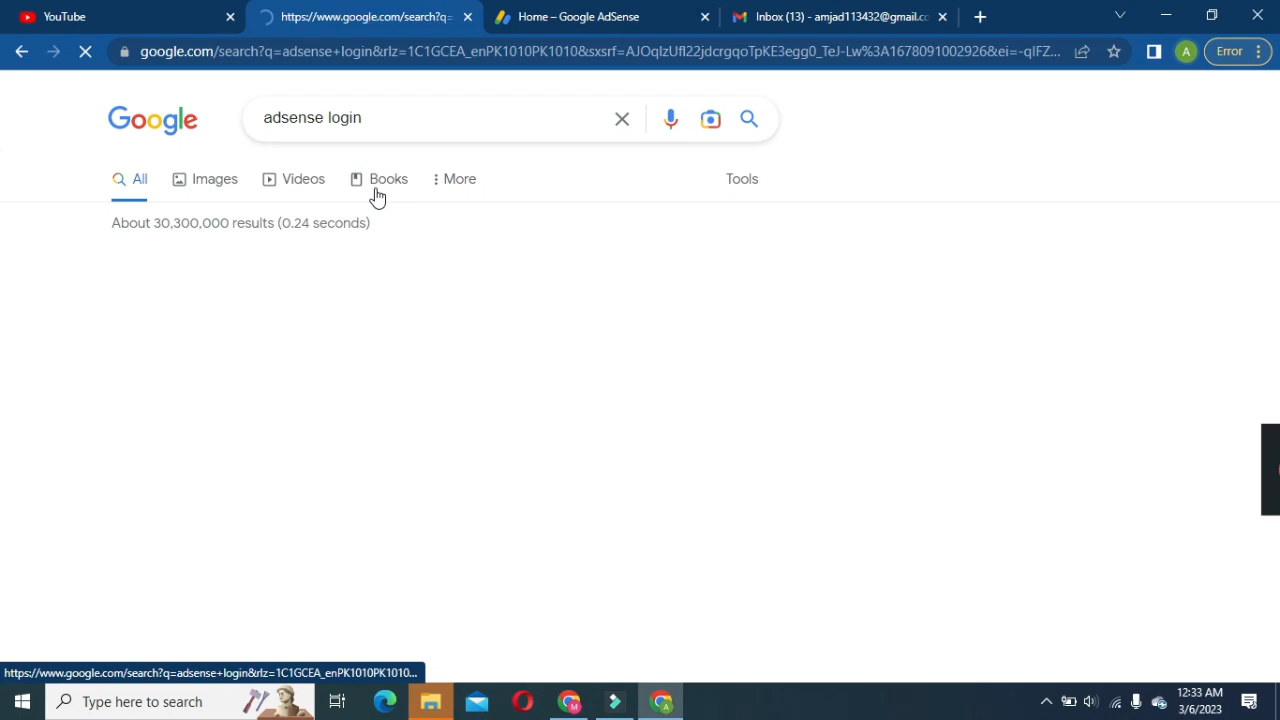 YouTube
https://www.google.com/search?q=
Home – Google AdSense
Inbox (13) - amjad113432@gmail.cc
google.com/search?q=adsense+login&rlz=1C1GCEA_enPK1010PK1010&sxsrf=AJOqlzUfl22jdcrgqoTpKE3egg0_TeJ-Lw%3A1678091002926&ei=-qIFZ...
A
Error
Google
adsense login
All
Images
Videos
Books
More
Tools
About 30,300,000 results (0.24 seconds)
https://www.google.com/search?q=adsense+login&rlz=1C1GCEA_enPK1010PK1010...
Type here to search
M
A
12:33 AM
3/6/2023